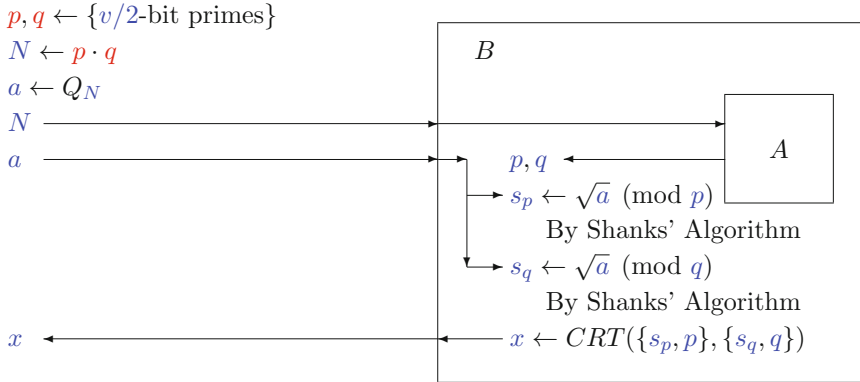 p, q ← {v/2-bit primes}
N ← p · q
B
a ← Q_N
N
A
a
p, q
s_p ← √a (mod p)
By Shanks' Algorithm
s_q ← √a (mod q)
By Shanks' Algorithm
x
x ← CRT({s_p, p}, {s_q, q})